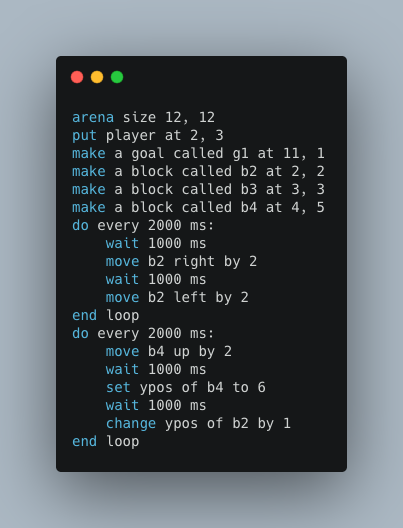 arena size 12, 12
put player at 2, 3
make a goal called g1 at 11, 1
make a block called b2 at 2, 2
make a block called b3 at 3, 3
make a block called b4 at 4, 5
do every 2000 ms:
    wait 1000 ms
    move b2 right by 2
    wait 1000 ms
    move b2 left by 2
end loop
do every 2000 ms:
    move b4 up by 2
    wait 1000 ms
    set ypos of b4 to 6
    wait 1000 ms
    change ypos of b2 by 1
end loop